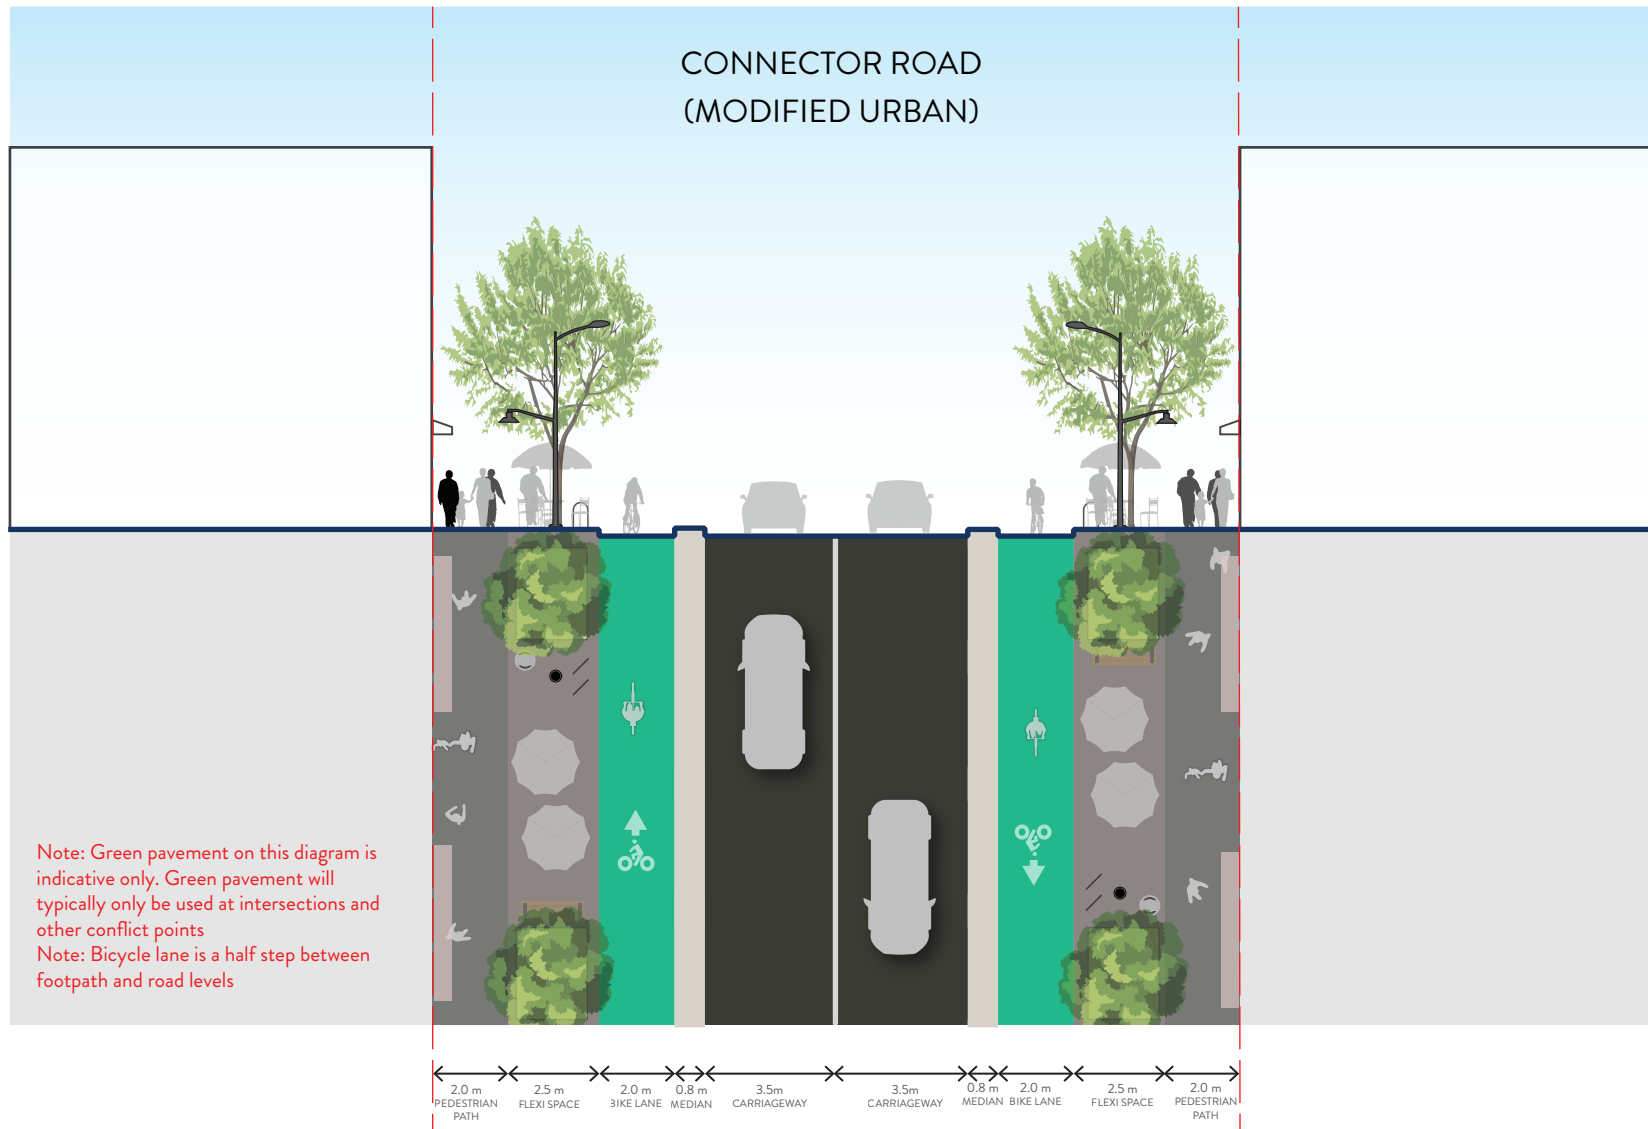 CONNECTOR ROAD
(MODIFIED URBAN)
Note: Green pavement on this diagram is
indicative only. Green pavement will
typically only be used at intersections and
other conflict points
Note: Bicycle lane is a half step between
footpath and road levels
2.0 m
PEDESTRIAN
PATH
2.5 m
FLEXI SPACE
2.0 m
BIKE LANE
0.8 m
MEDIAN
3.5m
CARRIAGEWAY
3.5m
CARRIAGEWAY
0.8 m
MEDIAN
2.0 m
BIKE LANE
2.5 m
FLEXI SPACE
2.0 m
PEDESTRIAN
PATH